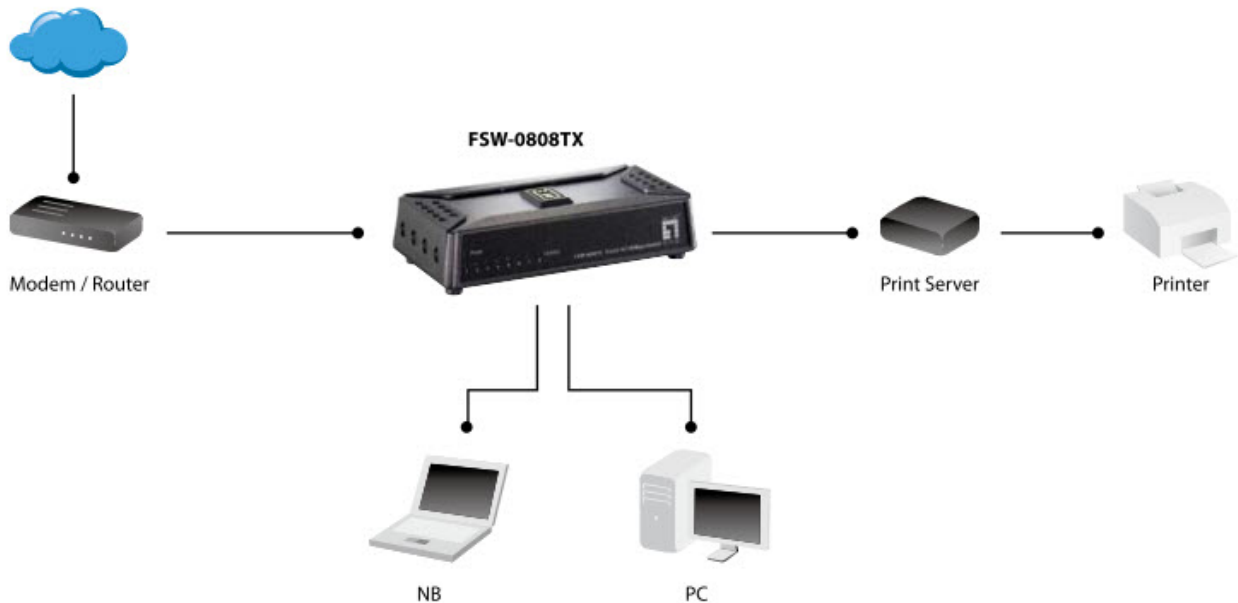 FSW-0808TX
Modem / Router
Print Server
Printer
NB
PC